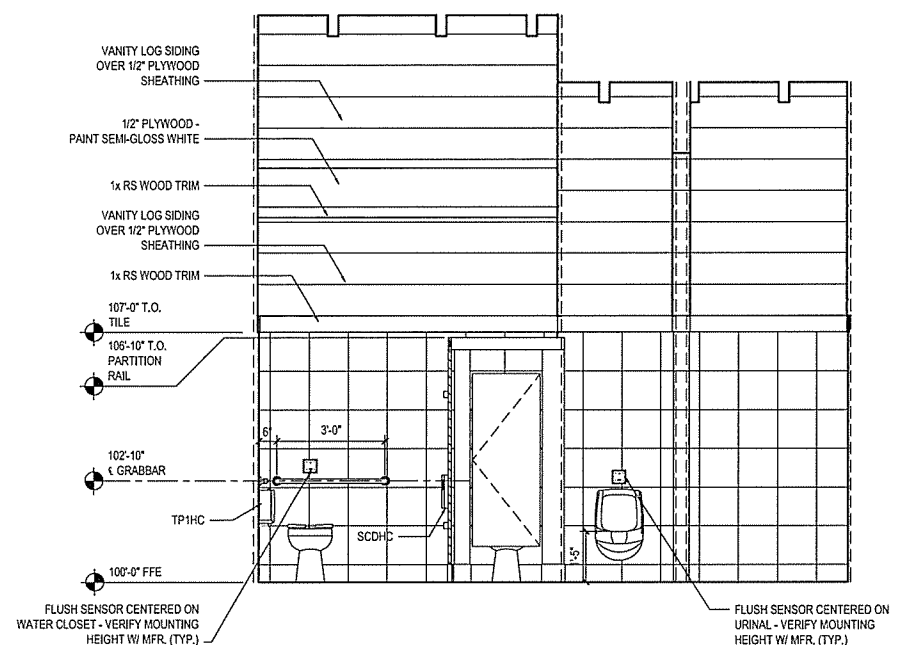 VANITY LOG SIDING
OVER 1/2" PLYWOOD
SHEATHING
1/2" PLYWOOD -
PAINT SEMI-GLOSS WHITE
1x RS WOOD TRIM
VANITY LOG SIDING
OVER 1/2" PLYWOOD
SHEATHING
1x RS WOOD TRIM
107'-0" T.O.
TILE
106'-10" T.O.
PARTITION
RAIL
6"
3'-0"
102'-10"
℄ GRABBAR
TP1HC
SCDHC
100'-0" FFE
FLUSH SENSOR CENTERED ON
WATER CLOSET - VERIFY MOUNTING
HEIGHT W/ MFR. (TYP.)
FLUSH SENSOR CENTERED ON
URINAL - VERIFY MOUNTING
HEIGHT W/ MFR. (TYP.)